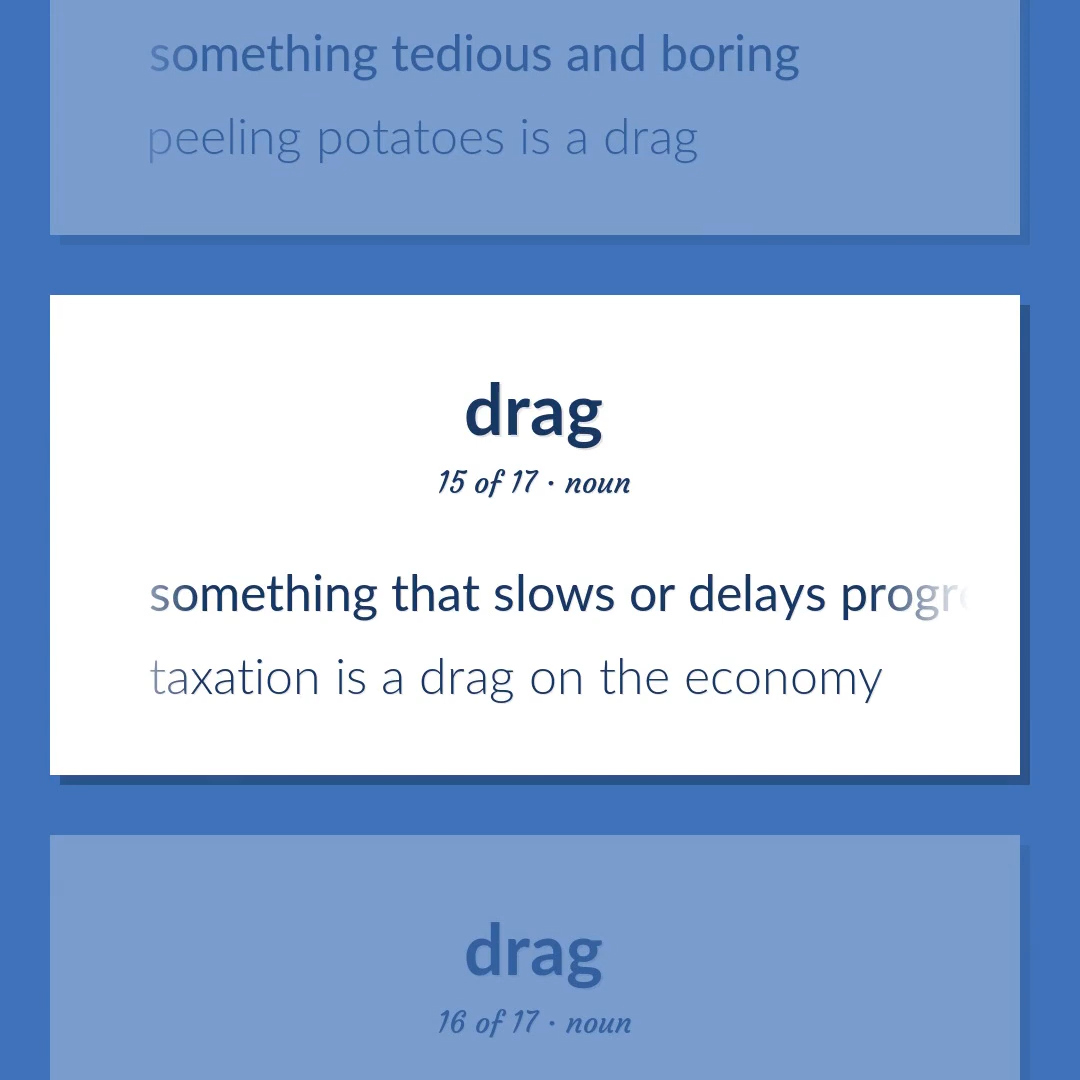 something tedious and boring
peeling potatoes is a drag
drag
15 of 17 · noun
something that slows or delays
taxation is a drag on the economy
drag
16 of 17 · noun